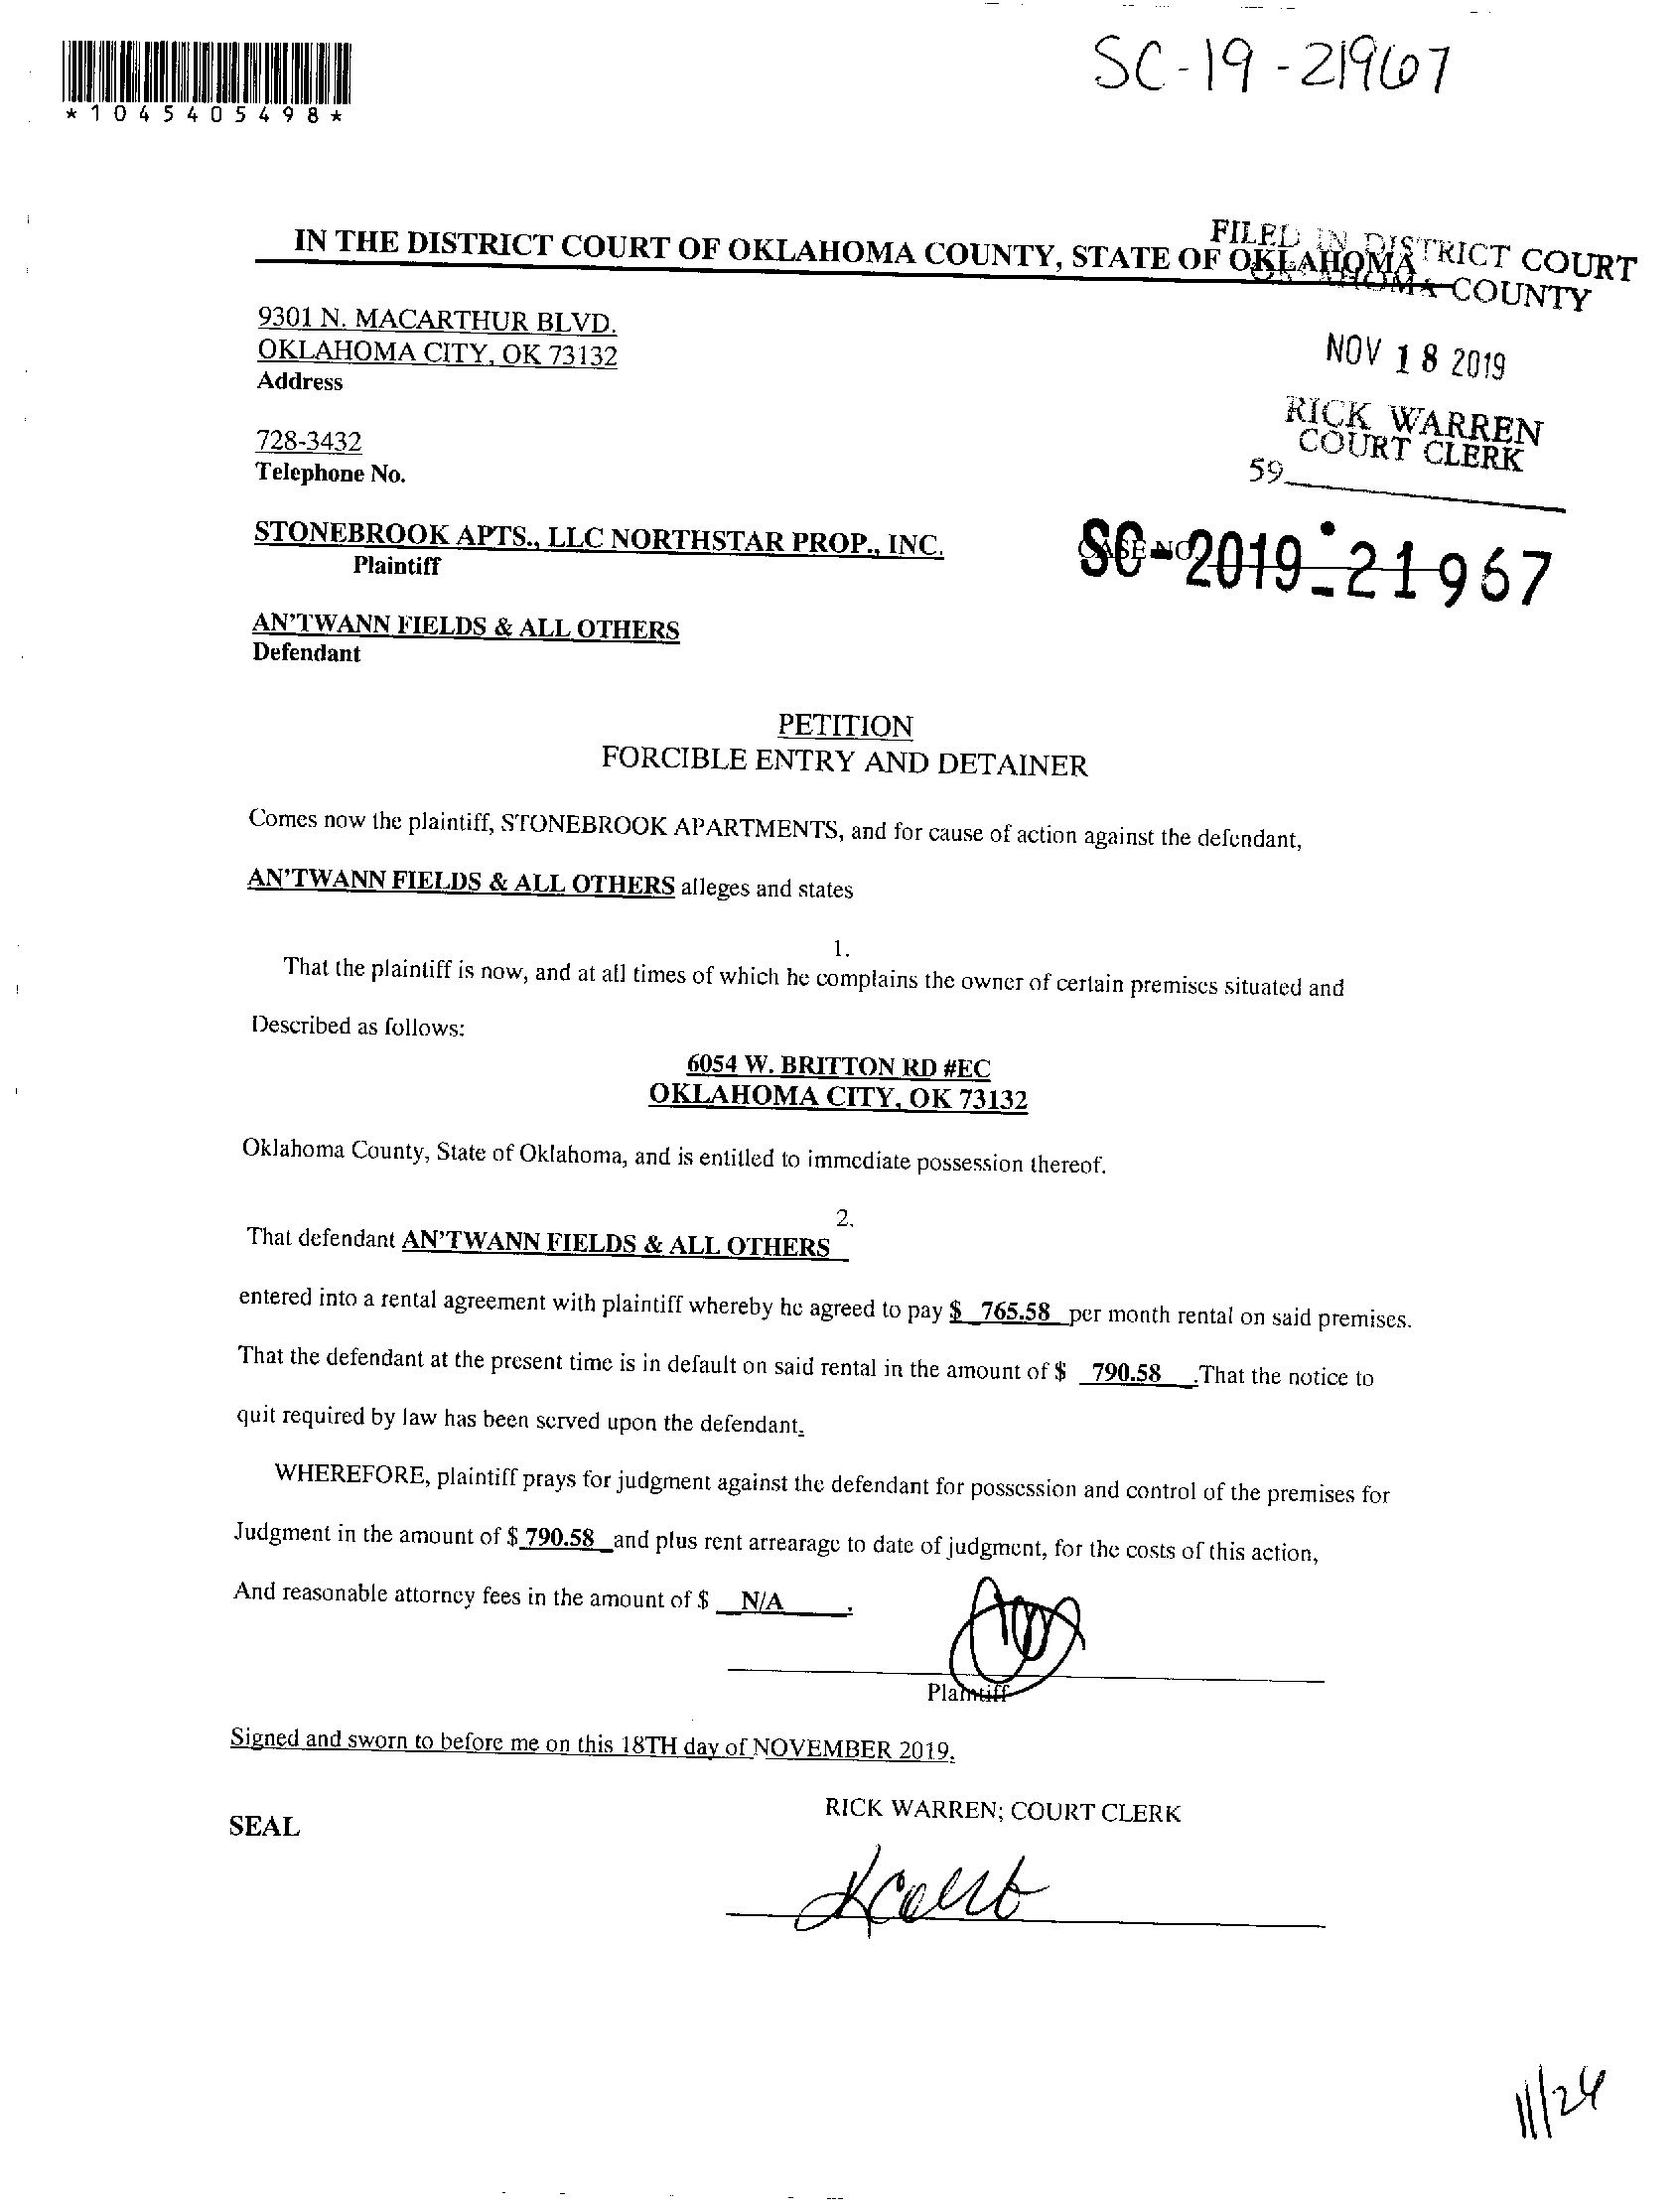 SC-19-21967
*1045405498*
FILED IN DISTRICT COURT
OKLAHOMA COUNTY
IN THE DISTRICT COURT OF OKLAHOMA COUNTY, STATE OF OKLAHOMA
9301 N. MACARTHUR BLVD.
OKLAHOMA CITY, OK 73132
Address
NOV 18 2019
RICK WARREN
COURT CLERK
59
728-3432
Telephone No.
STONEBROOK APTS., LLC NORTHSTAR PROP., INC.
Plaintiff
CASE NO.
SC-2019-21967
AN'TWANN FIELDS & ALL OTHERS
Defendant
PETITION
FORCIBLE ENTRY AND DETAINER
Comes now the plaintiff, STONEBROOK APARTMENTS, and for cause of action against the defendant,
AN'TWANN FIELDS & ALL OTHERS alleges and states
1.
That the plaintiff is now, and at all times of which he complains the owner of certain premises situated and
Described as follows:
6054 W. BRITTON RD #EC
OKLAHOMA CITY, OK 73132
Oklahoma County, State of Oklahoma, and is entitled to immediate possession thereof.
2.
That defendant AN'TWANN FIELDS & ALL OTHERS
entered into a rental agreement with plaintiff whereby he agreed to pay $ 765.58 per month rental on said premises.
That the defendant at the present time is in default on said rental in the amount of $ 790.58 .That the notice to
quit required by law has been served upon the defendant.
WHEREFORE, plaintiff prays for judgment against the defendant for possession and control of the premises for
Judgment in the amount of $ 790.58 and plus rent arrearage to date of judgment, for the costs of this action,
And reasonable attorney fees in the amount of $ N/A .
Plaintiff
Signed and sworn to before me on this 18TH day of NOVEMBER 2019.
RICK WARREN; COURT CLERK
SEAL
11/26